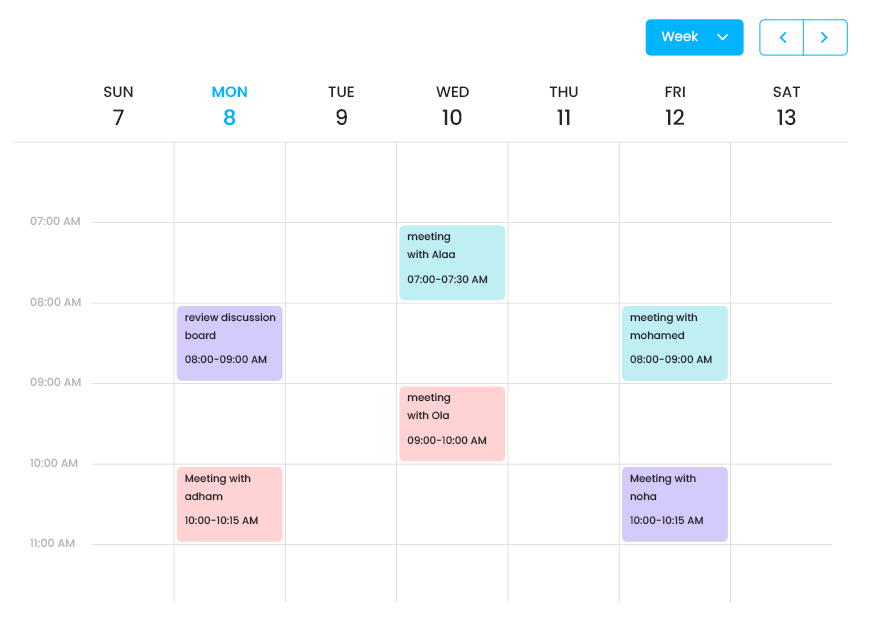 Week
SUN MON TUE WED THU FRI SAT
7 8 9 10 11 12 13
07:00 AM
meeting
with Alaa
07:00-07:30 AM
08:00 AM
review discussion
board
08:00-09:00 AM
meeting with
mohamed
08:00-09:00 AM
09:00 AM
meeting
with Ola
09:00-10:00 AM
10:00 AM
Meeting with
adham
10:00-10:15 AM
Meeting with
noha
10:00-10:15 AM
11:00 AM